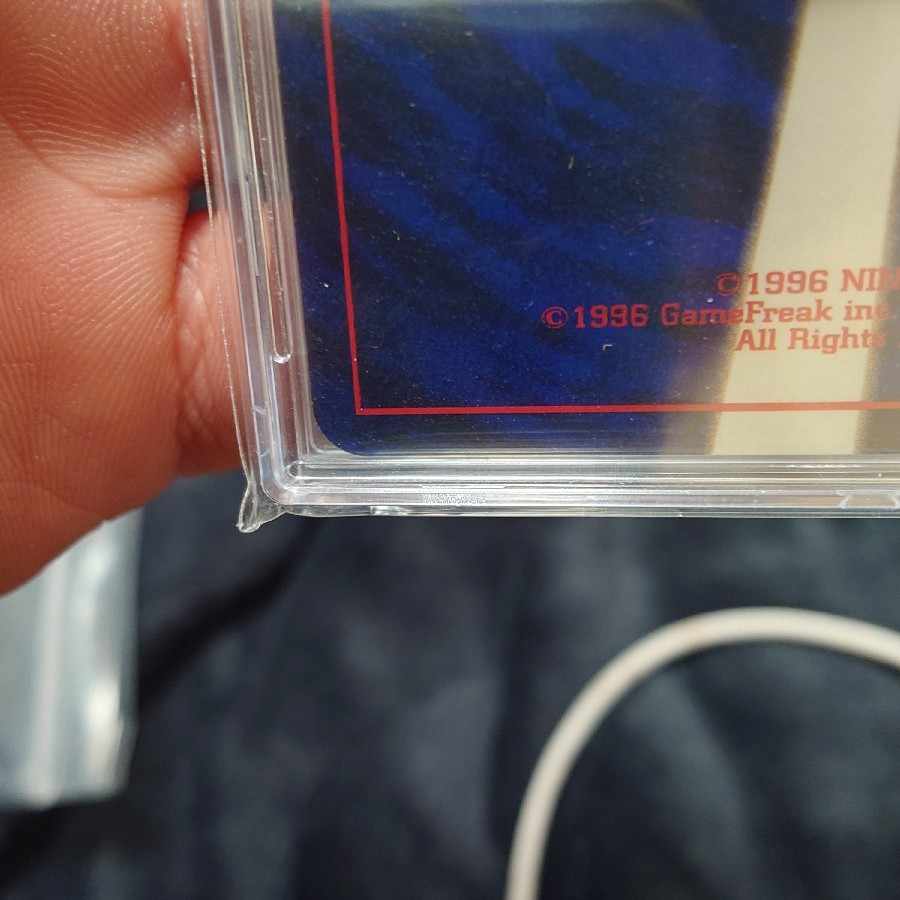 ©1996 NIN
©1996 GameFreak inc.
All Rights